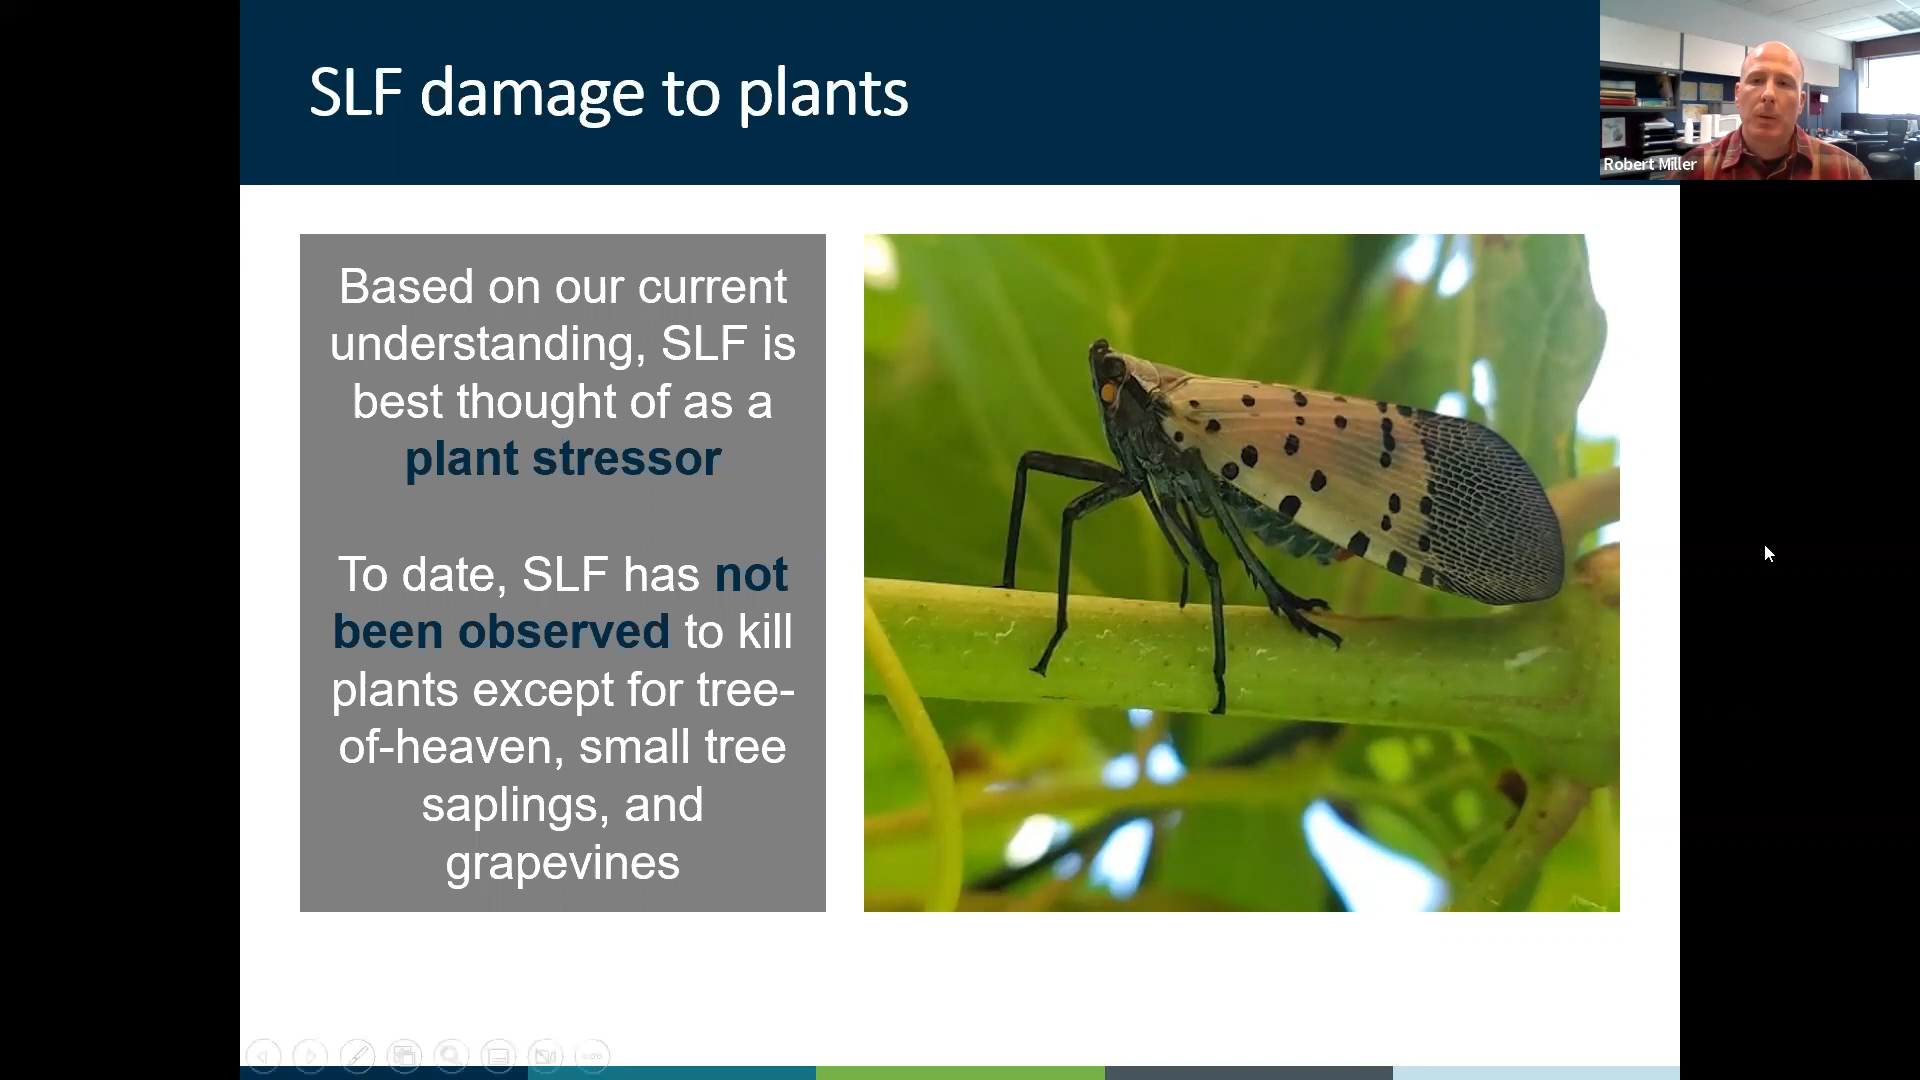 SLF damage to plants
Robert Miller
Based on our current
understanding, SLF is
best thought of as a
plant stressor
To date, SLF has not
been observed to kill
plants except for tree-
of-heaven, small tree
saplings, and
grapevines